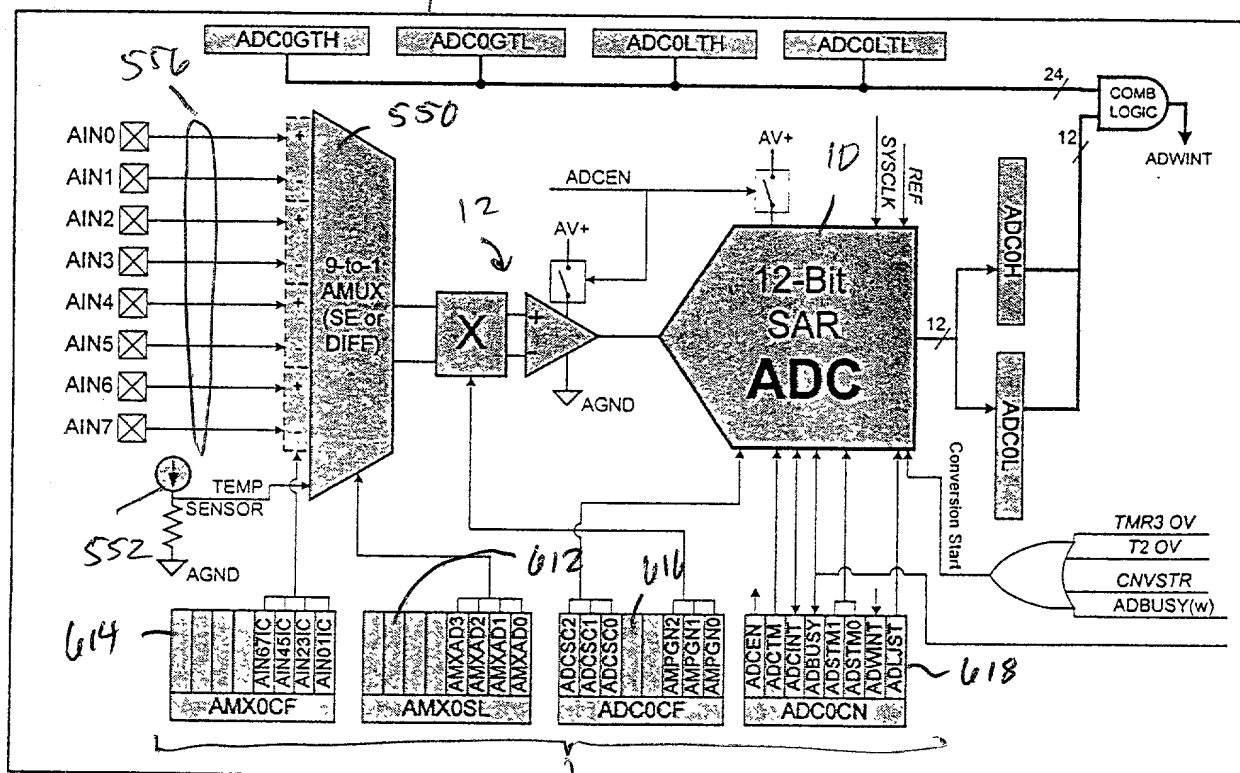 ADC0GTH
ADC0GTL
ADC0LTH
ADC0LTL
24
COMB
LOGIC
12
ADWINT
556
550
AIN0
AIN1
AIN2
AIN3
AIN4
AIN5
AIN6
AIN7
+
-
+
-
+
-
+
-
9-to-1
AMUX
(SE or
DIFF)
TEMP
SENSOR
552
AGND
X
12
AV+
+
-
AGND
ADCEN
AV+
10
SYSCLK
REF
12-Bit
SAR
ADC
12
ADC0H
ADC0L
Conversion Start
TMR3 OV
T2 OV
CNVSTR
ADBUSY(w)
614
AIN67IC
AIN45IC
AIN23IC
AIN01IC
AMX0CF
612
AMXAD3
AMXAD2
AMXAD1
AMXAD0
AMX0SL
616
ADCSC2
ADCSC1
ADCSC0
AMPGN2
AMPGN1
AMPGN0
ADC0CF
ADCEN
ADCTM
ADCINT
ADBUSY
ADSTM1
ADSTM0
ADWINT
ADLJST
ADC0CN
618